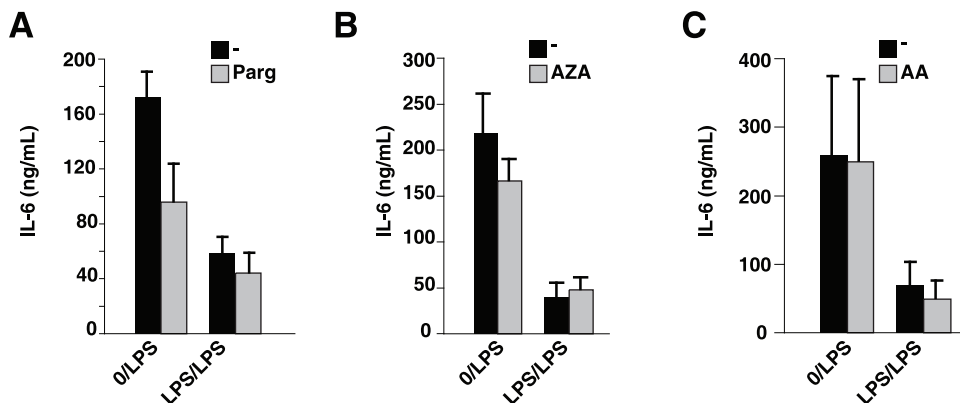 A
-
Parg
IL-6 (ng/mL)
200
160
120
80
40
0
0/LPS
LPS/LPS
B
-
AZA
IL-6 (ng/mL)
300
250
200
150
100
50
0
0/LPS
LPS/LPS
C
-
AA
IL-6 (ng/mL)
400
300
200
100
0
0/LPS
LPS/LPS